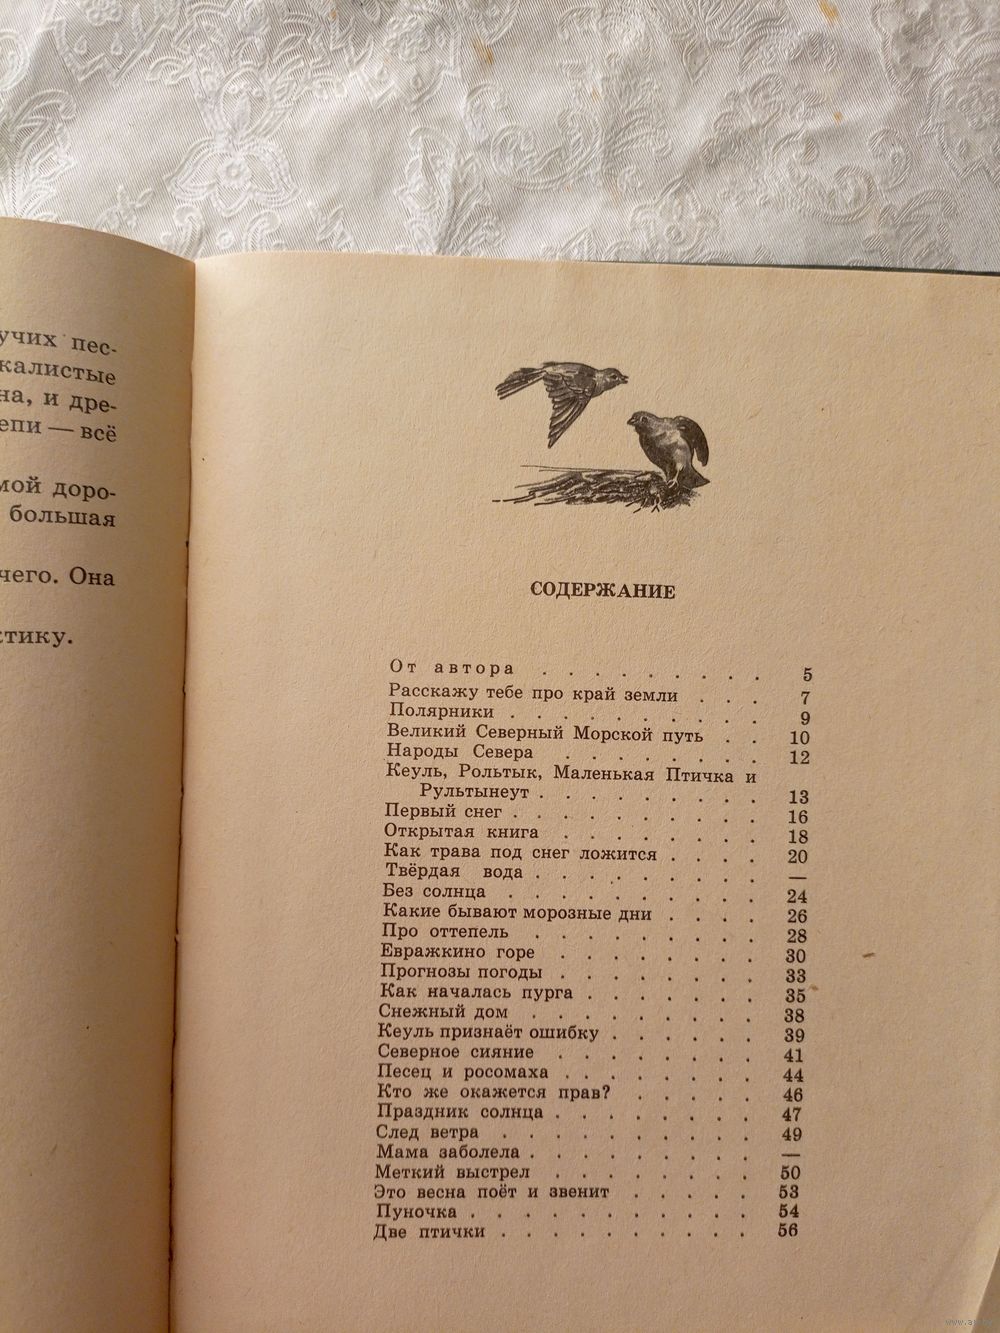 учих пес-
калистые
на, и дре-
епи — всё
мой доро-
большая
чего. Она
ктику.
СОДЕРЖАНИЕ
От автора . . . . . . . . . 5
Расскажу тебе про край земли . . . 7
Полярники . . . . . . . . . . 9
Великий Северный Морской путь . . 10
Народы Севера . . . . . . . . 12
Кеуль, Рольтык, Маленькая Птичка и
Рультынеут . . . . . . . . . 13
Первый снег . . . . . . . . . . 16
Открытая книга . . . . . . . . 18
Как трава под снег ложится . . . . 20
Твёрдая вода . . . . . . . . . —
Без солнца . . . . . . . . . . 24
Какие бывают морозные дни . . . . 26
Про оттепель . . . . . . . . . 28
Евражкино горе . . . . . . . . 30
Прогнозы погоды . . . . . . . . 33
Как началась пурга . . . . . . . 35
Снежный дом . . . . . . . . . 38
Кеуль признаёт ошибку . . . . . . 39
Северное сияние . . . . . . . . 41
Песец и росомаха . . . . . . . . 44
Кто же окажется прав? . . . . . 46
Праздник солнца . . . . . . . . 47
След ветра . . . . . . . . . . 49
Мама заболела . . . . . . . . . —
Меткий выстрел . . . . . . . . 50
Это весна поёт и звенит . . . . . 53
Пуночка . . . . . . . . . . . 54
Две птички . . . . . . . . . . 56